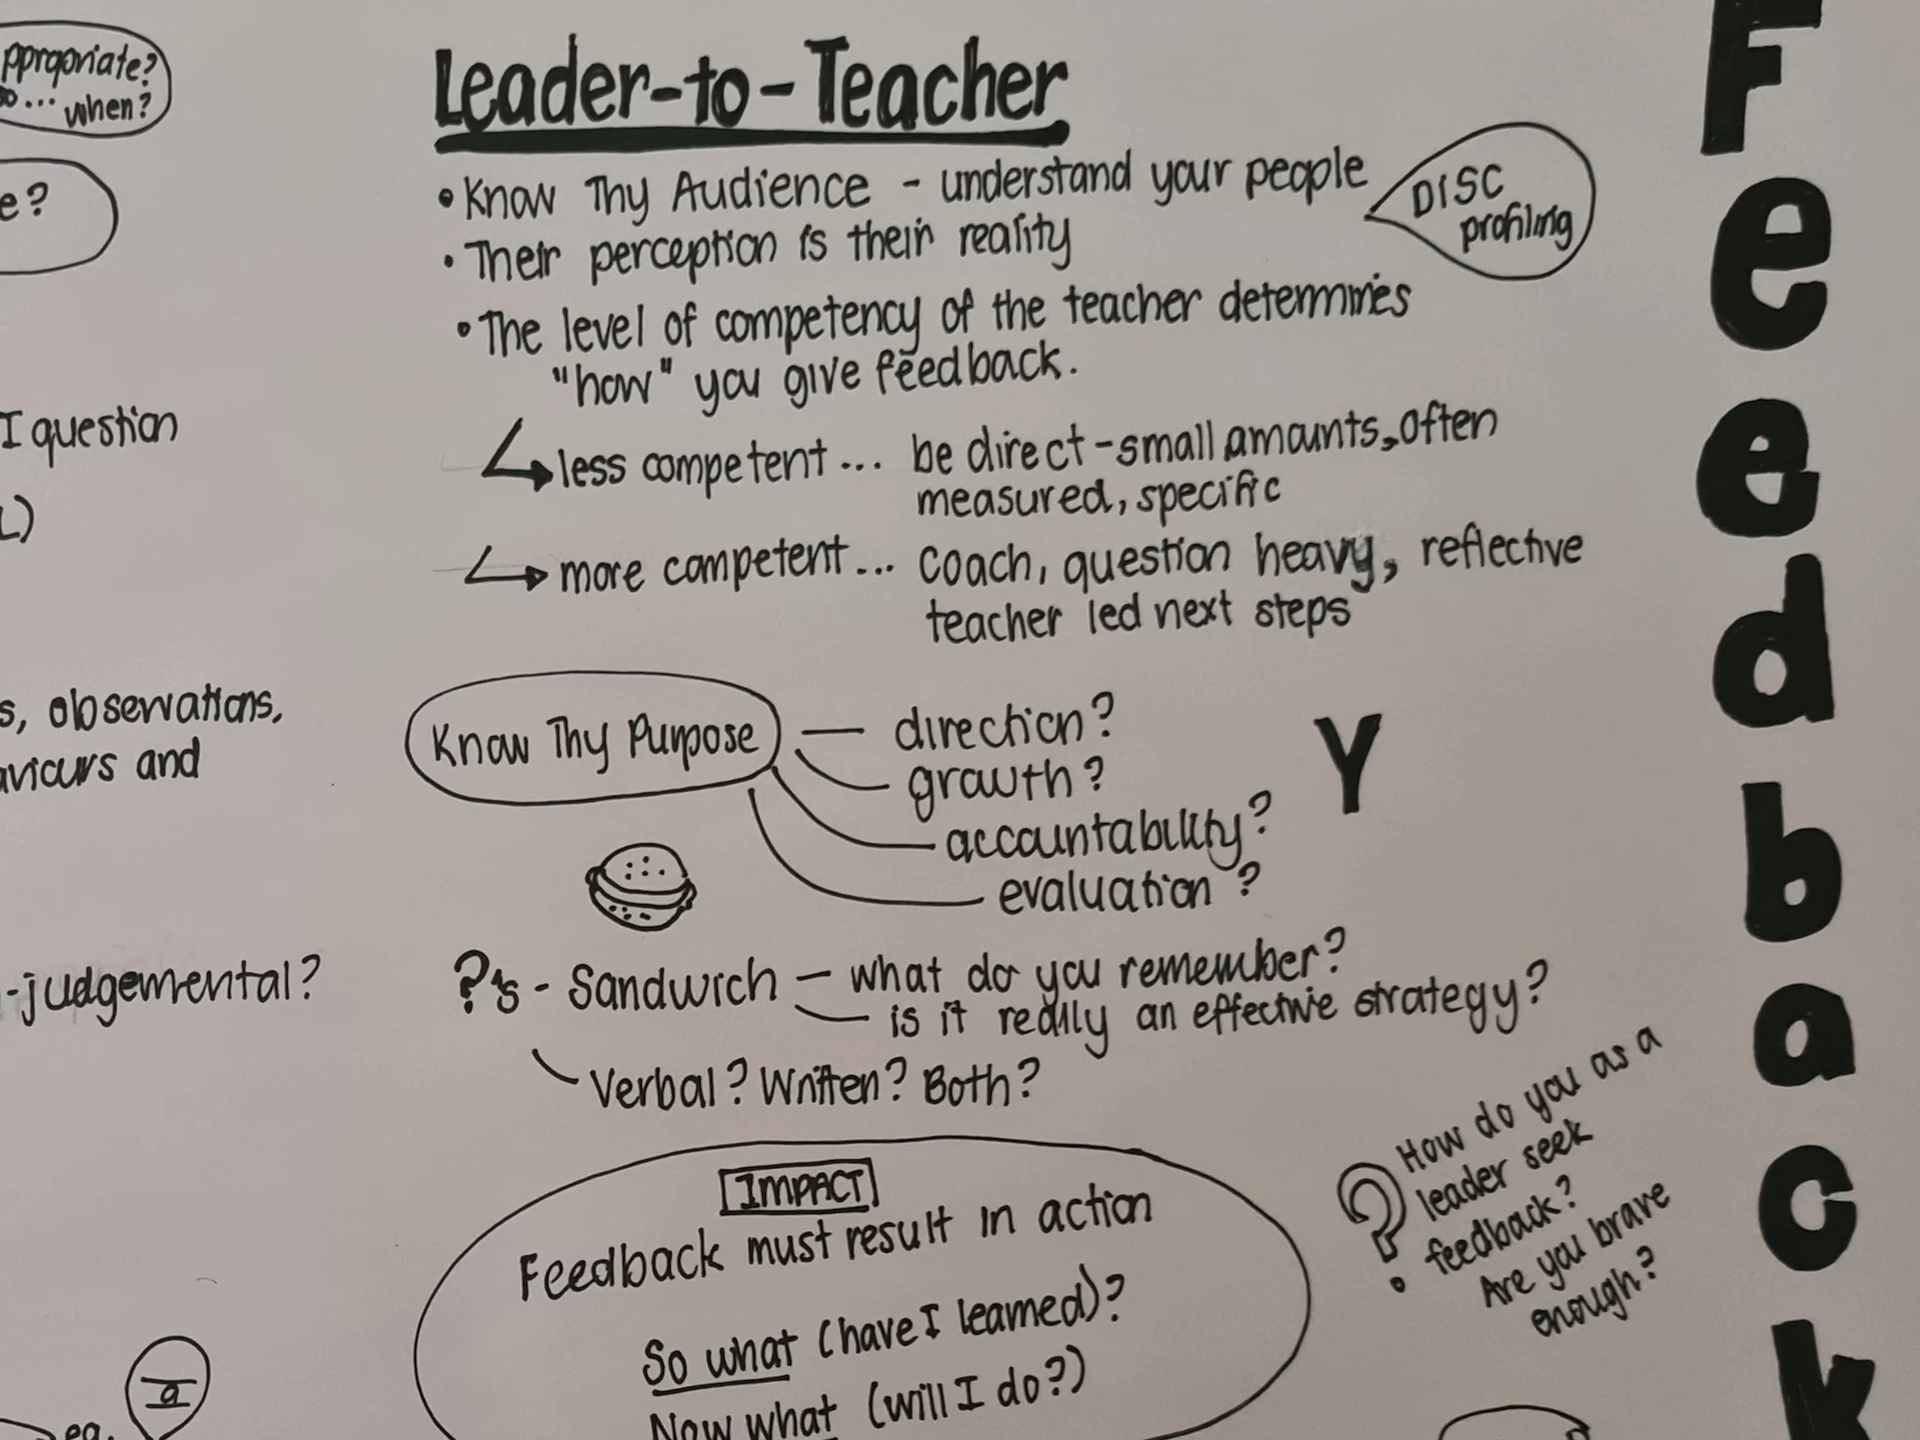 ppropriate?
when?
e?
I question
s, observations,
aviours and
-judgemental?
a
eg.
Leader-to-Teacher
• Know Thy Audience - understand your people
DISC
profiling
• Their perception is their reality
• The level of competency of the teacher determines
"how" you give feedback.
less competent... be direct - small amounts, often
measured, specific
more competent... coach, question heavy, reflective
teacher led next steps
Know Thy Purpose
direction?
growth?
accountability?
evaluation?
Y
?'s - Sandwich - what do you remember?
is it really an effective strategy?
Verbal? Written? Both?
IMPACT
Feedback must result in action
So what (have I learned)?
Now what (will I do?)
? How do you as a
leader seek
feedback?
Are you brave
enough?
Feedback